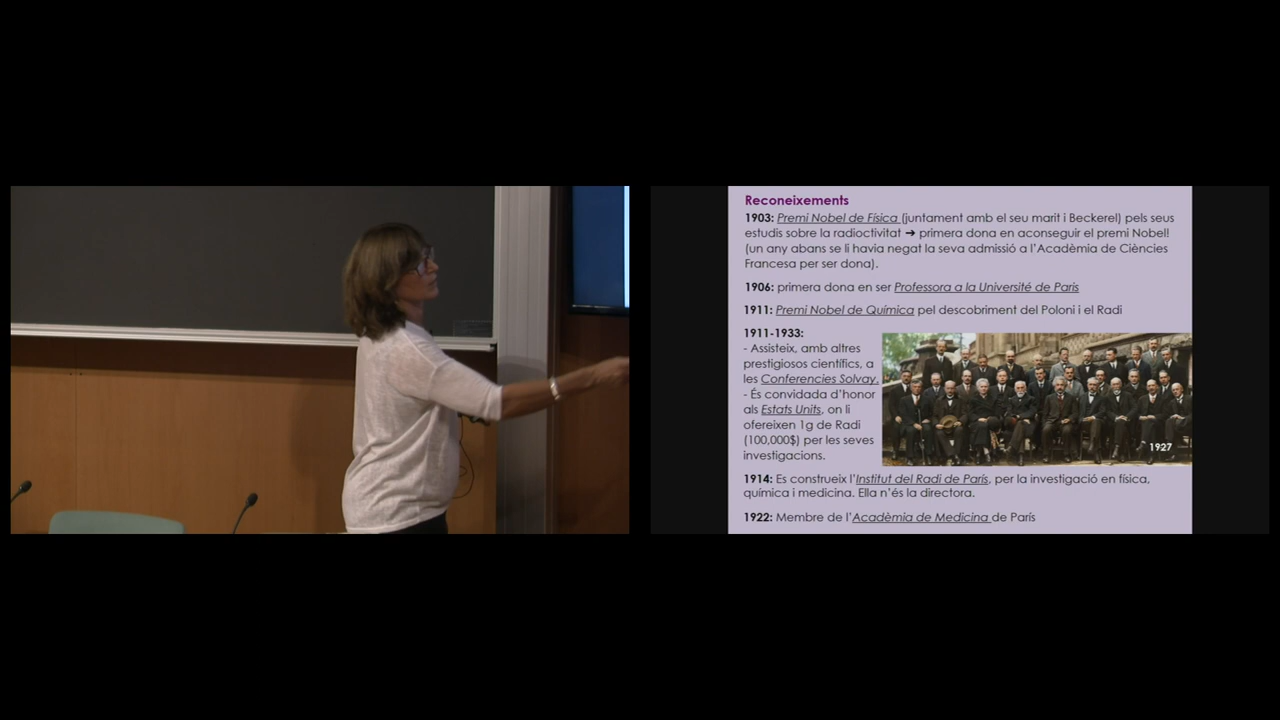 Reconeixements
1903: Premi Nobel de Física (juntament amb el seu marit i Beckerel) pels seus
estudis sobre la radioctivitat ➔ primera dona en aconseguir el premi Nobel!
(un any abans se li havia negat la seva admissió a l'Acadèmia de Ciències
Francesa per ser dona).
1906: primera dona en ser Professora a la Université de Paris
1911: Premi Nobel de Química pel descobriment del Poloni i el Radi
1911-1933:
- Assisteix, amb altres
prestigiosos científics, a
les Conferencies Solvay.
- És convidada d'honor
als Estats Units, on li
ofereixen 1g de Radi
(100,000$) per les seves
investigacions.
1927
1914: Es construeix l'Institut del Radi de París, per la investigació en física,
química i medicina. Ella n'és la directora.
1922: Membre de l'Acadèmia de Medicina de París